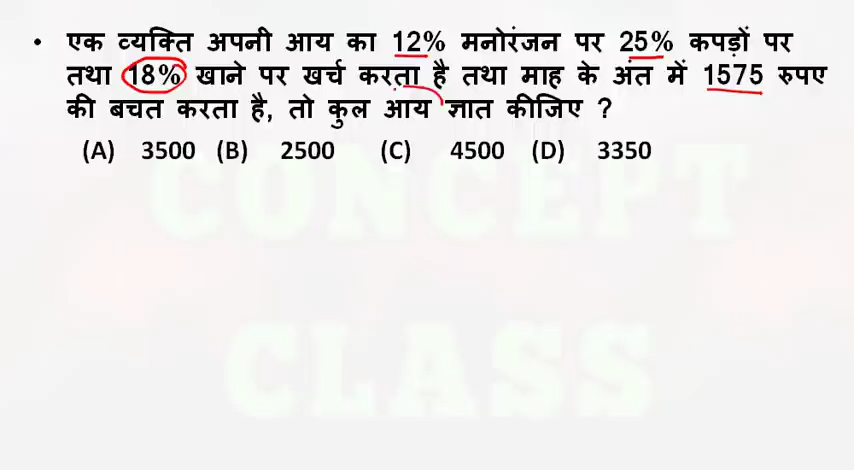 • एक व्यक्ति अपनी आय का 12% मनोरंजन पर 25% कपड़ों पर
तथा 18% खाने पर खर्च करता है तथा माह के अंत में 1575 रुपए
की बचत करता है, तो कुल आय ज्ञात कीजिए ?
(A) 3500 (B) 2500 (C) 4500 (D) 3350
CONCEPT
CLASS